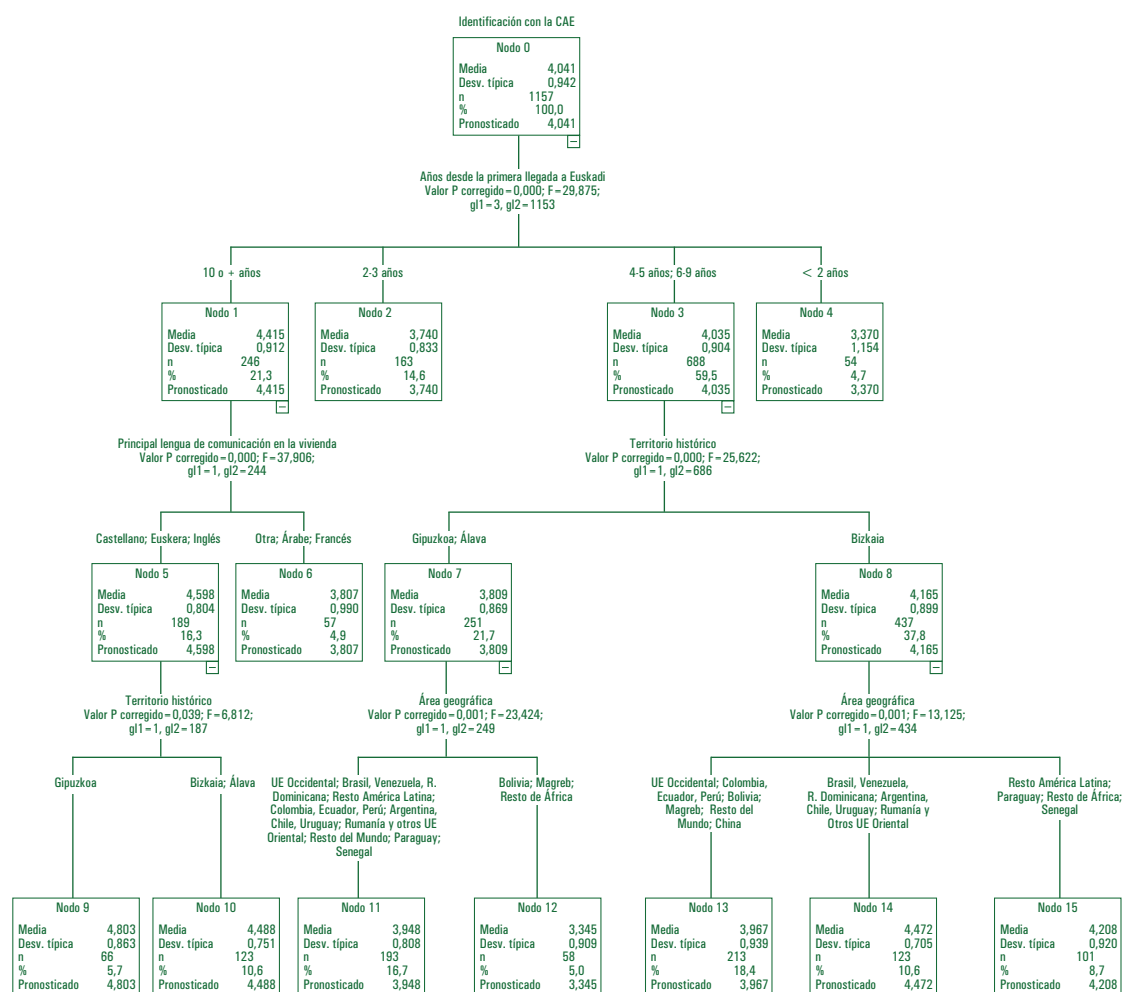 Identificación con la CAE
Nodo 0
Media 4,041
Desv. típica 0,942
n 1157
% 100,0
Pronosticado 4,041
Años desde la primera llegada a Euskadi
Valor P corregido=0,000; F=29,875;
gl1=3, gl2=1153
10 o + años
2-3 años
4-5 años; 6-9 años
< 2 años
Nodo 1
Media 4,415
Desv. típica 0,912
n 246
% 21,3
Pronosticado 4,415
Nodo 2
Media 3,740
Desv. típica 0,833
n 163
% 14,6
Pronosticado 3,740
Nodo 3
Media 4,035
Desv. típica 0,904
n 688
% 59,5
Pronosticado 4,035
Nodo 4
Media 3,370
Desv. típica 1,154
n 54
% 4,7
Pronosticado 3,370
Principal lengua de comunicación en la vivienda
Valor P corregido=0,000; F=37,906;
gl1=1, gl2=244
Territorio histórico
Valor P corregido=0,000; F=25,622;
gl1=1, gl2=686
Castellano; Euskera; Inglés
Otra; Árabe; Francés
Gipuzkoa; Álava
Bizkaia
Nodo 5
Media 4,598
Desv. típica 0,804
n 189
% 16,3
Pronosticado 4,598
Nodo 6
Media 3,807
Desv. típica 0,990
n 57
% 4,9
Pronosticado 3,807
Nodo 7
Media 3,809
Desv. típica 0,869
n 251
% 21,7
Pronosticado 3,809
Nodo 8
Media 4,165
Desv. típica 0,899
n 437
% 37,8
Pronosticado 4,165
Territorio histórico
Valor P corregido=0,039; F=6,812;
gl1=1, gl2=187
Área geográfica
Valor P corregido=0,001; F=23,424;
gl1=1, gl2=249
Área geográfica
Valor P corregido=0,001; F=13,125;
gl1=1, gl2=434
Gipuzkoa
Bizkaia; Álava
UE Occidental; Brasil, Venezuela, R.
Dominicana; Resto América Latina;
Colombia, Ecuador, Perú; Argentina,
Chile, Uruguay; Rumanía y otros UE
Oriental; Resto del Mundo; Paraguay;
Senegal
Bolivia; Magreb;
Resto de África
UE Occidental; Colombia,
Ecuador, Perú; Bolivia;
Magreb; Resto del
Mundo; China
Brasil, Venezuela,
R. Dominicana; Argentina,
Chile, Uruguay; Rumanía y
Otros UE Oriental
Resto América Latina;
Paraguay; Resto de África;
Senegal
Nodo 9
Media 4,803
Desv. típica 0,863
n 66
% 5,7
Pronosticado 4,803
Nodo 10
Media 4,488
Desv. típica 0,751
n 123
% 10,6
Pronosticado 4,488
Nodo 11
Media 3,948
Desv. típica 0,808
n 193
% 16,7
Pronosticado 3,948
Nodo 12
Media 3,345
Desv. típica 0,909
n 58
% 5,0
Pronosticado 3,345
Nodo 13
Media 3,967
Desv. típica 0,939
n 213
% 18,4
Pronosticado 3,967
Nodo 14
Media 4,472
Desv. típica 0,705
n 123
% 10,6
Pronosticado 4,472
Nodo 15
Media 4,208
Desv. típica 0,920
n 101
% 8,7
Pronosticado 4,208